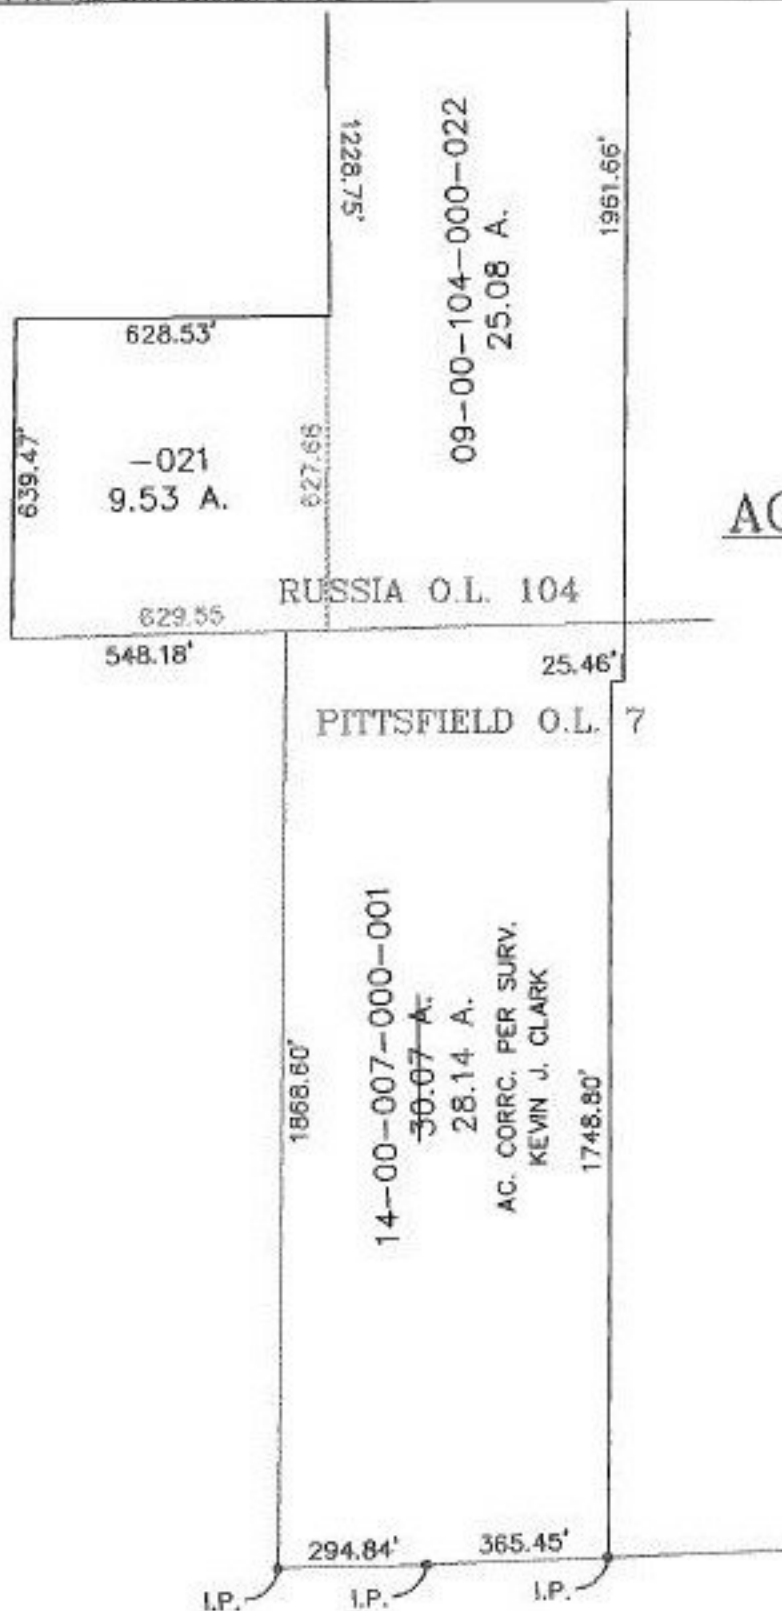 1228.75'
09-00-104-000-022
25.08 A.
1961.66'
628.53'
639.47'
-021
9.53 A.
627.66
AC
RUSSIA O.L. 104
629.55
548.18'
25.46'
PITTSFIELD O.L. 7
1868.60'
14-00-007-000-001
30.07 A.
28.14 A.
AC. CORRC. PER SURV.
KEVIN J. CLARK
1748.80'
294.84'
365.45'
I.P.
I.P.
I.P.